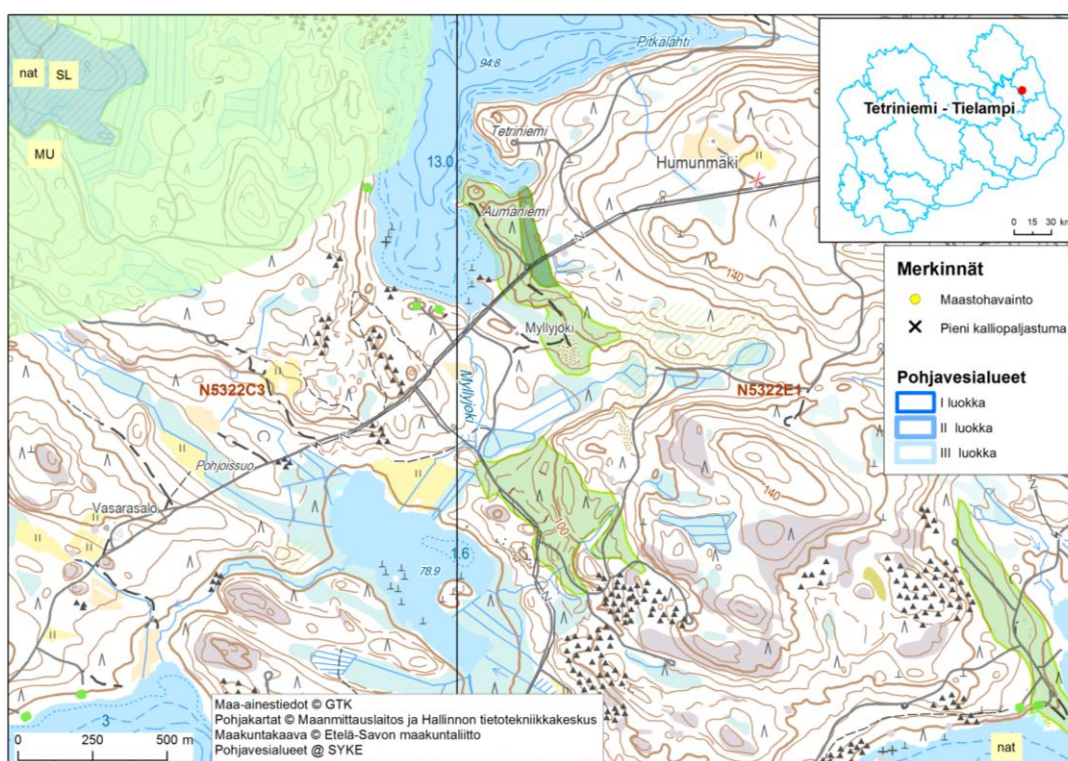 Pitkälahti
94.8
nat
SL
MU
13.0
Tetriniemi
Humunmäki
II
Aumaniemi
140
Tetriniemi - Tielampi
0 15 30 km
Merkinnät
Maastohavainto
Pieni kalliopaljastuma
Pohjavesialueet
I luokka
II luokka
III luokka
Myllyjoki
N5322C3
Myllyjoki
N5322E1
Pohjoissuo
100
140
Vasarasalo
II
II
1.6
78.9
3
nat
0 250 500 m
Maa-ainestiedot © GTK
Pohjakartat © Maanmittauslaitos ja Hallinnon tietotekniikkakeskus
Maakuntakaava © Etelä-Savon maakuntaliitto
Pohjavesialueet @ SYKE